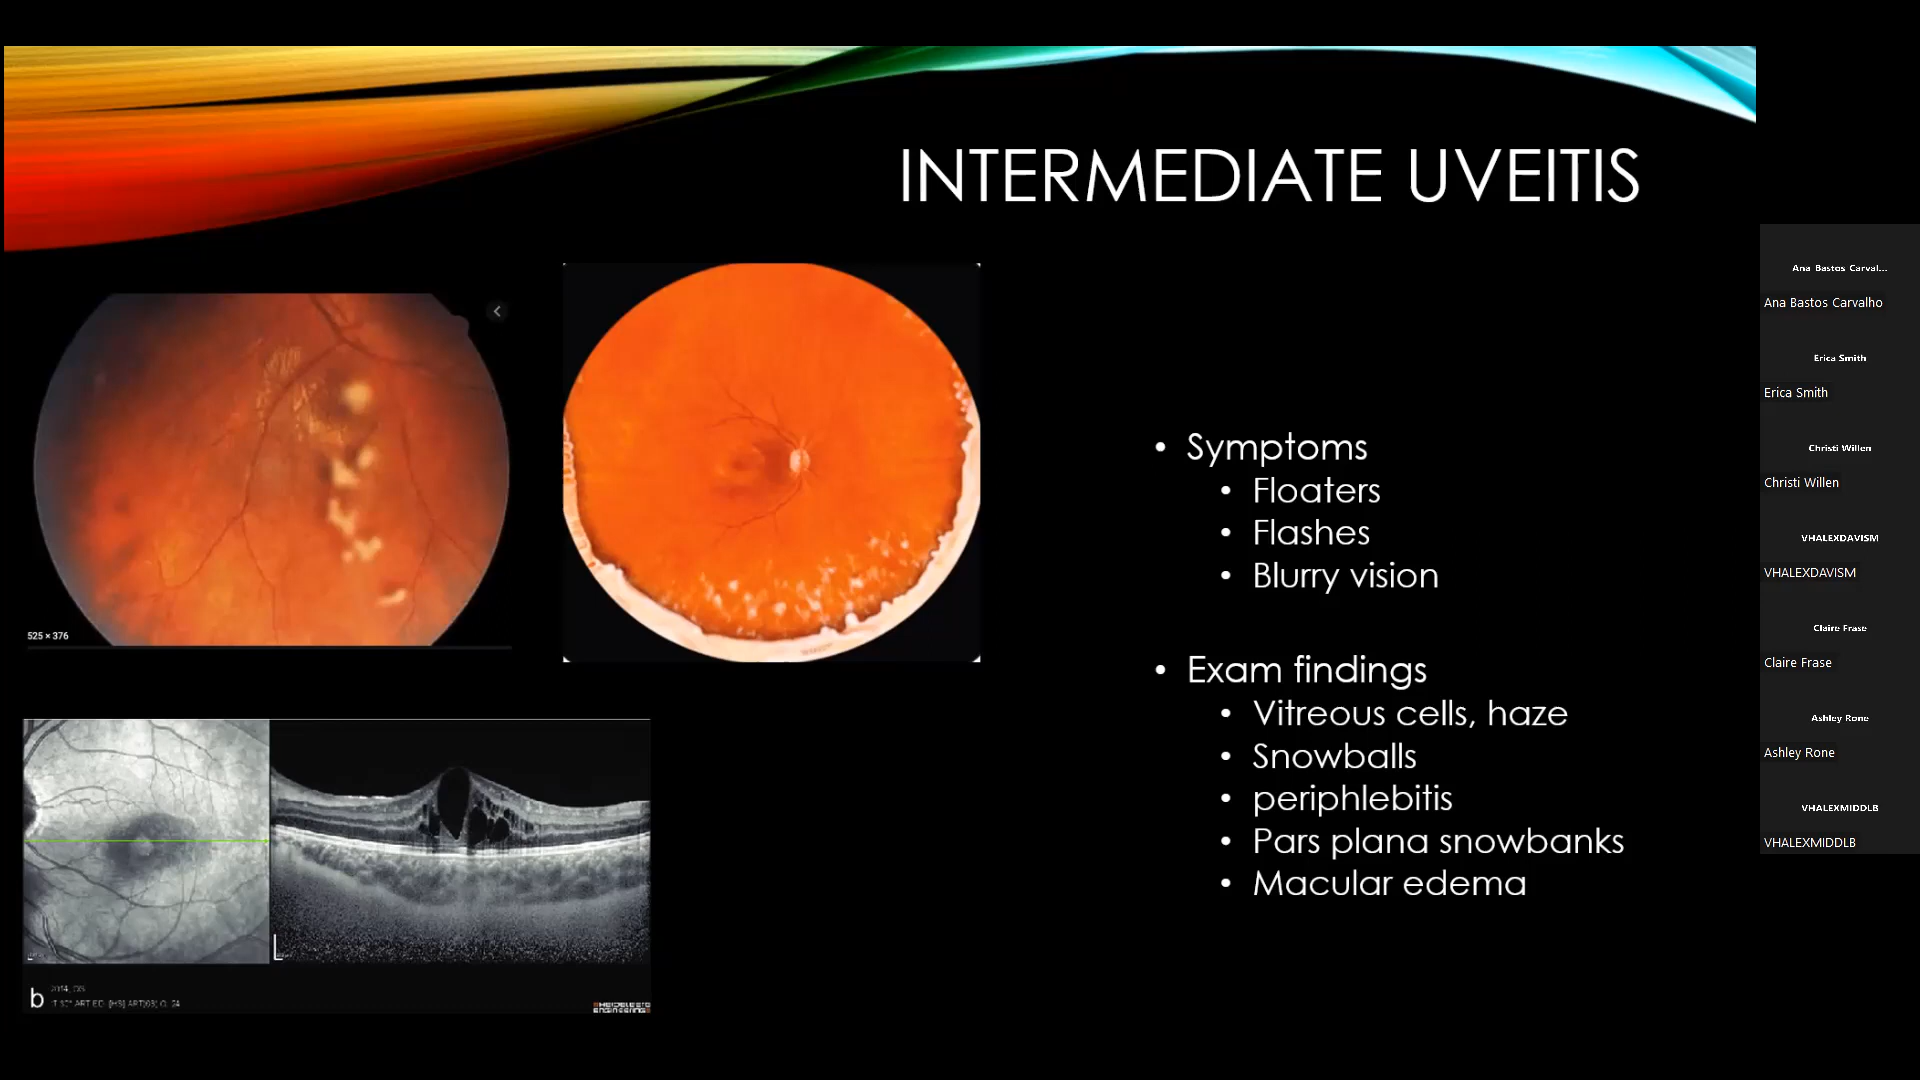 INTERMEDIATE UVEITIS
525 × 376
• Symptoms
• Floaters
• Flashes
• Blurry vision
• Exam findings
• Vitreous cells, haze
• Snowballs
• periphlebitis
• Pars plana snowbanks
• Macular edema
b
HEIDELBERG
ENGINEERING
Ana Bastos Carval...
Ana Bastos Carvalho
Erica Smith
Erica Smith
Christi Willen
Christi Willen
VHALEXDAVISM
VHALEXDAVISM
Claire Frase
Claire Frase
Ashley Rone
Ashley Rone
VHALEXMIDDLB
VHALEXMIDDLB